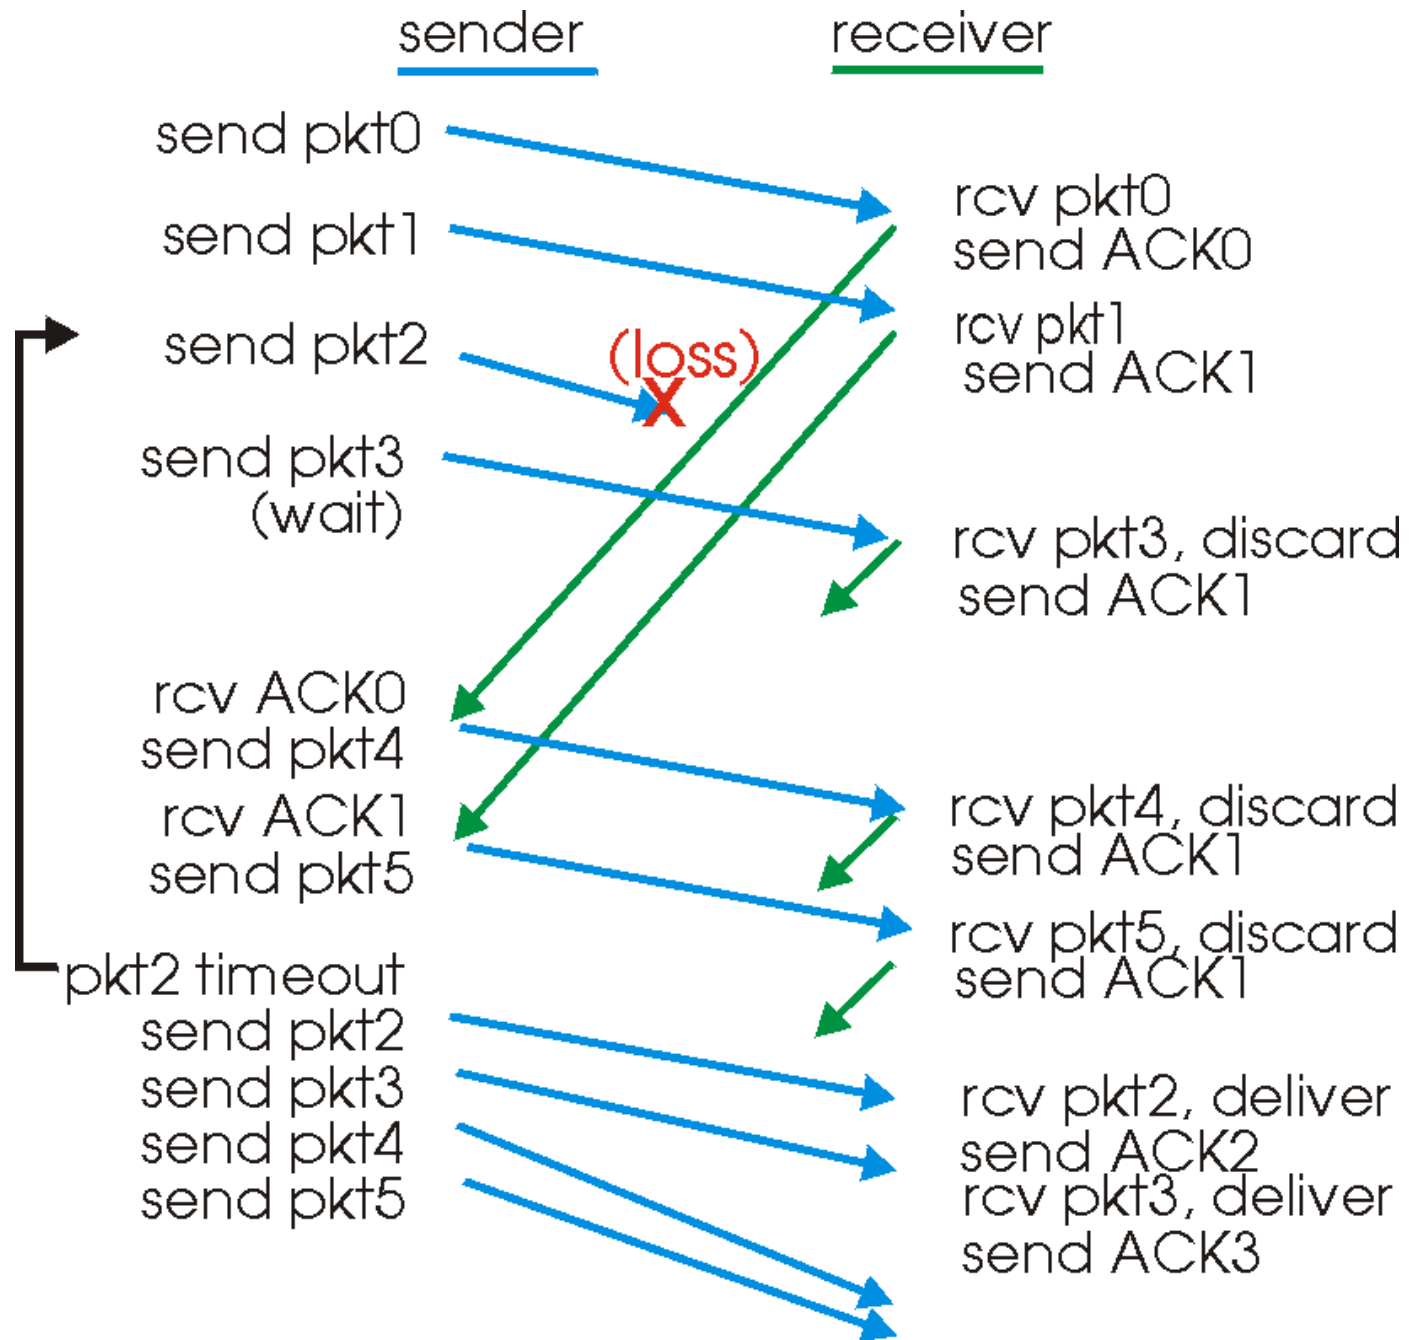 sender
receiver
send pkt0
send pkt1
send pkt2
(loss)
X
send pkt3
(wait)
rcv ACK0
send pkt4
rcv ACK1
send pkt5
pkt2 timeout
send pkt2
send pkt3
send pkt4
send pkt5
rcv pkt0
send ACK0
rcv pkt1
send ACK1
rcv pkt3, discard
send ACK1
rcv pkt4, discard
send ACK1
rcv pkt5, discard
send ACK1
rcv pkt2, deliver
send ACK2
rcv pkt3, deliver
send ACK3